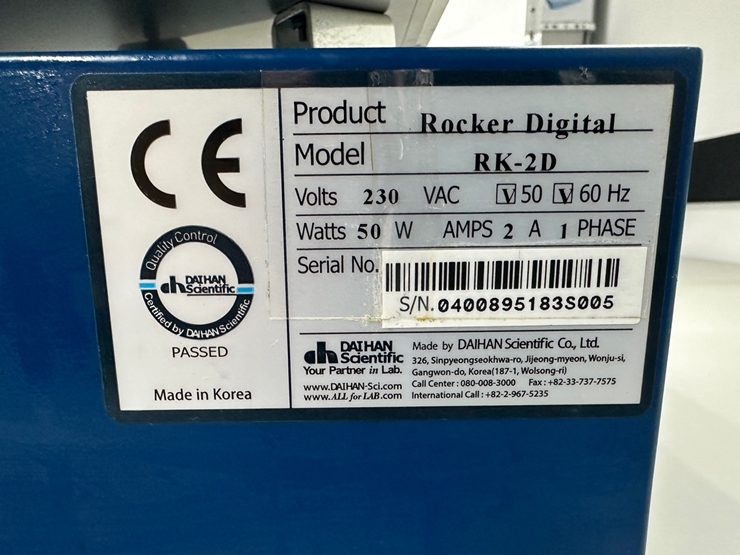 CE
Quality Control
DAIHAN
Scientific
Certified by DAIHAN Scientific
PASSED
Made in Korea
Product Rocker Digital
Model RK-2D
Volts 230 VAC V 50 V 60 Hz
Watts 50 W AMPS 2 A 1 PHASE
Serial No.
S/N. 0400895183S005
DAIHAN
Scientific
Your Partner in Lab.
www.DAIHAN-Sci.com
www.ALL for LAB.com
Made by DAIHAN Scientific Co., Ltd.
326, Sinpyeongseokhwa-ro, Jijeong-myeon, Wonju-si,
Gangwon-do, Korea(187-1, Wolsong-ri)
Call Center : 080-008-3000 Fax : +82-33-737-7575
International Call : +82-2-967-5235